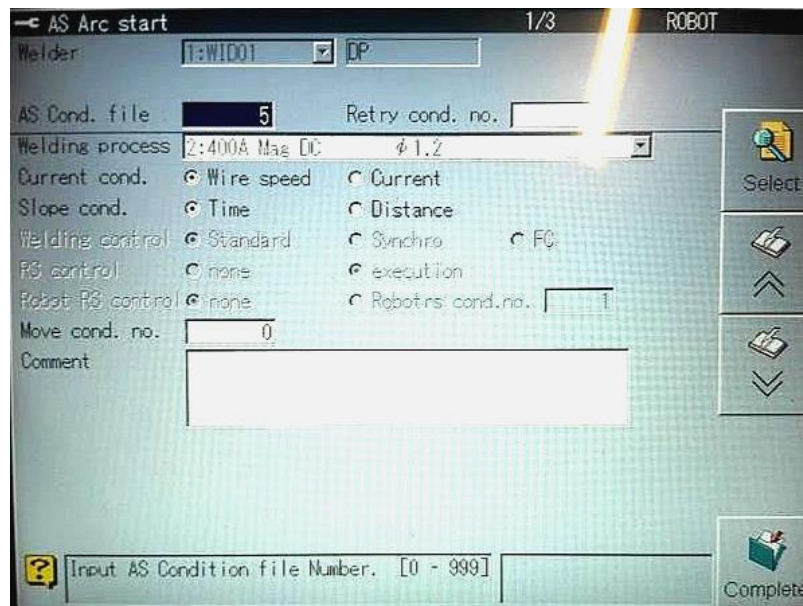 AS Arc start 1/3 ROBOT
Welder 1:WID01 DP
AS Cond. file 5 Retry cond. no.
Welding process 2:400A Mag DC φ1.2
Current cond. Wire speed Current
Slope cond. Time Distance
Welding control Standard Synchro FC
RS control none execution
Robot RS control none Robotrs cond.no. 1
Move cond. no. 0
Comment
Select
Input AS Condition file Number. [0 - 999]
Complete